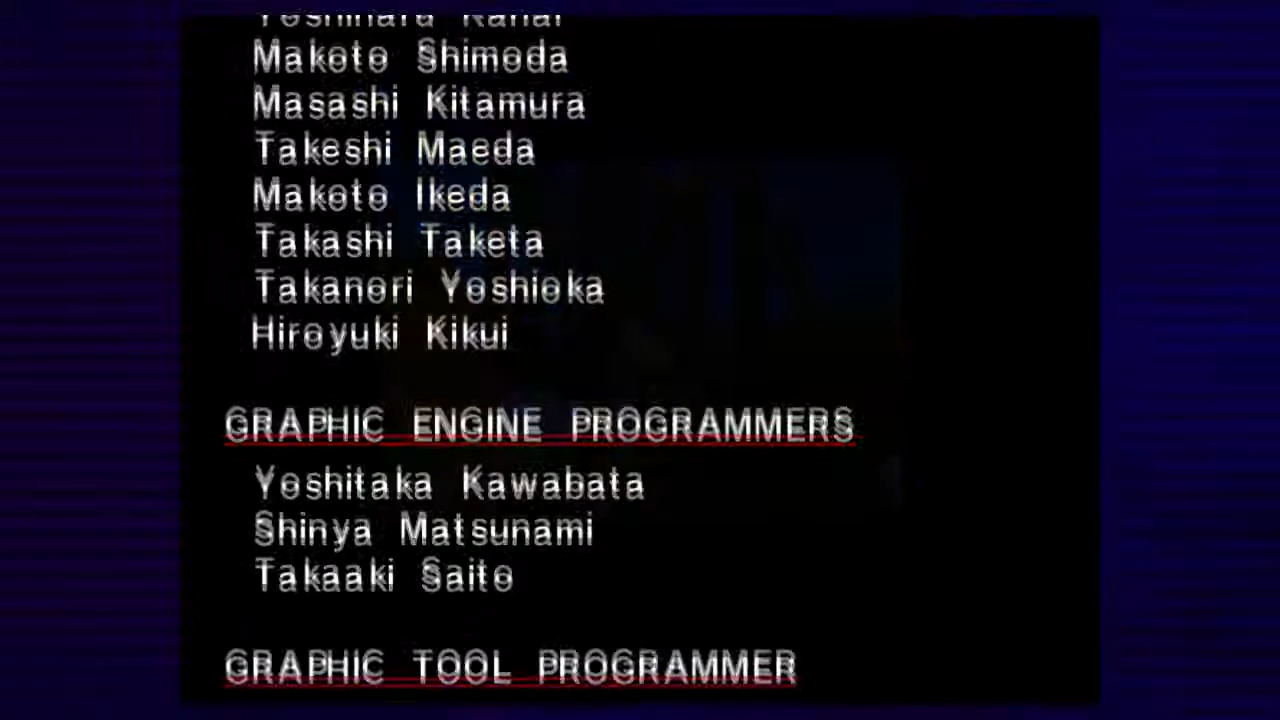 Makoto Shimoda
Masashi Kitamura
Takeshi Maeda
Makoto Ikeda
Takashi Taketa
Takanori Yoshioka
Hiroyuki Kikui
GRAPHIC ENGINE PROGRAMMERS
Yoshitaka Kawabata
Shinya Matsunami
Takaaki Saito
GRAPHIC TOOL PROGRAMMER